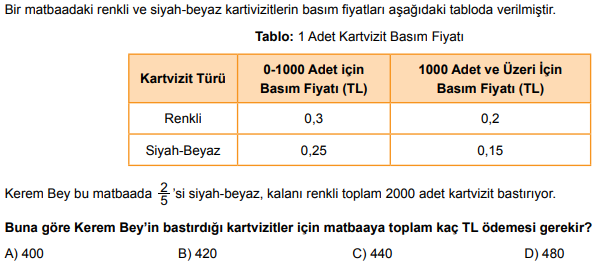 Bir matbaadaki renkli ve siyah-beyaz kartivizitlerin basım fiyatları aşağıdaki tabloda verilmiştir.
Tablo: 1 Adet Kartvizit Basım Fiyatı
Kartvizit Türü | 0-1000 Adet için Basım Fiyatı (TL) | 1000 Adet ve Üzeri İçin Basım Fiyatı (TL)
Renkli | 0,3 | 0,2
Siyah-Beyaz | 0,25 | 0,15
Kerem Bey bu matbaada 2/5 'si siyah-beyaz, kalanı renkli toplam 2000 adet kartvizit bastırıyor.
Buna göre Kerem Bey'in bastırdığı kartvizitler için matbaaya toplam kaç TL ödemesi gerekir?
A) 400 B) 420 C) 440 D) 480